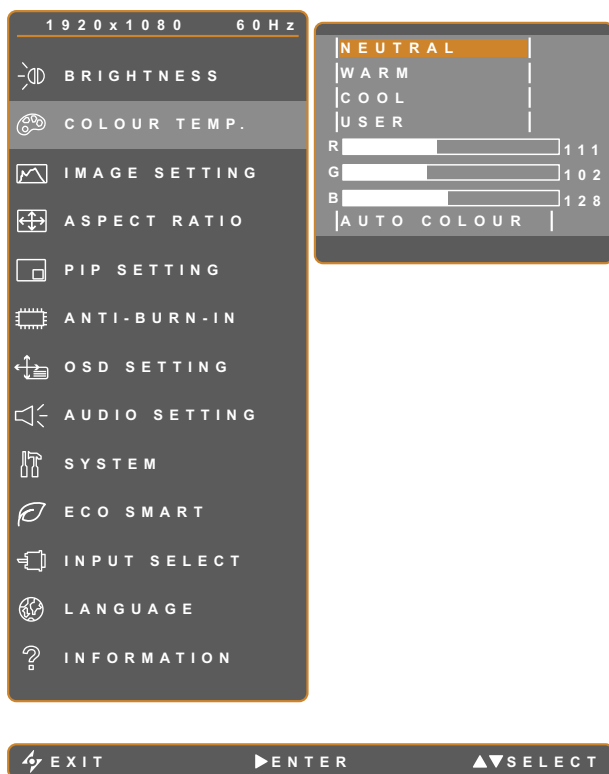 1920x1080 60Hz
BRIGHTNESS
COLOUR TEMP.
IMAGE SETTING
ASPECT RATIO
PIP SETTING
ANTI-BURN-IN
OSD SETTING
AUDIO SETTING
SYSTEM
ECO SMART
INPUT SELECT
LANGUAGE
INFORMATION
NEUTRAL
WARM
COOL
USER
R 111
G 102
B 128
AUTO COLOUR
EXIT ENTER SELECT